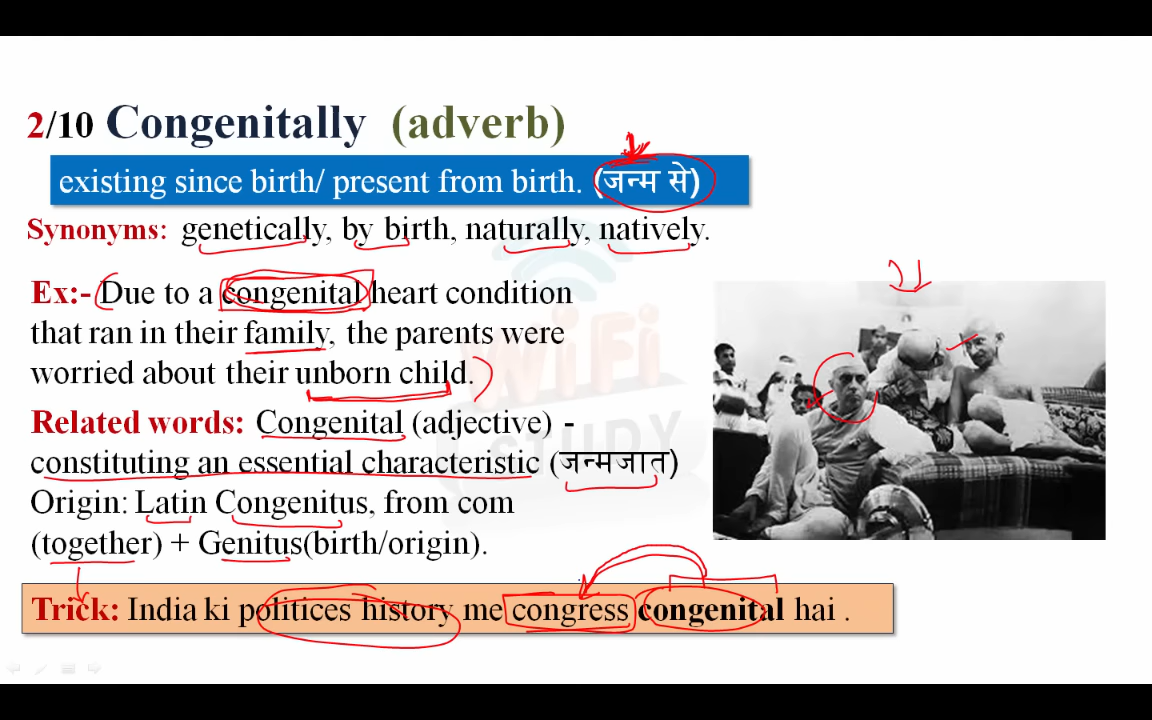 2/10 Congenitally (adverb)
existing since birth/ present from birth. (जन्म से)
Synonyms: genetically, by birth, naturally, natively.
Ex:- Due to a congenital heart condition
that ran in their family, the parents were
worried about their unborn child.
Related words: Congenital (adjective) -
constituting an essential characteristic (जन्मजात)
Origin: Latin Congenitus, from com
(together) + Genitus(birth/origin).
Trick: India ki politices history me congress congenital hai .
WiFi
STUDY